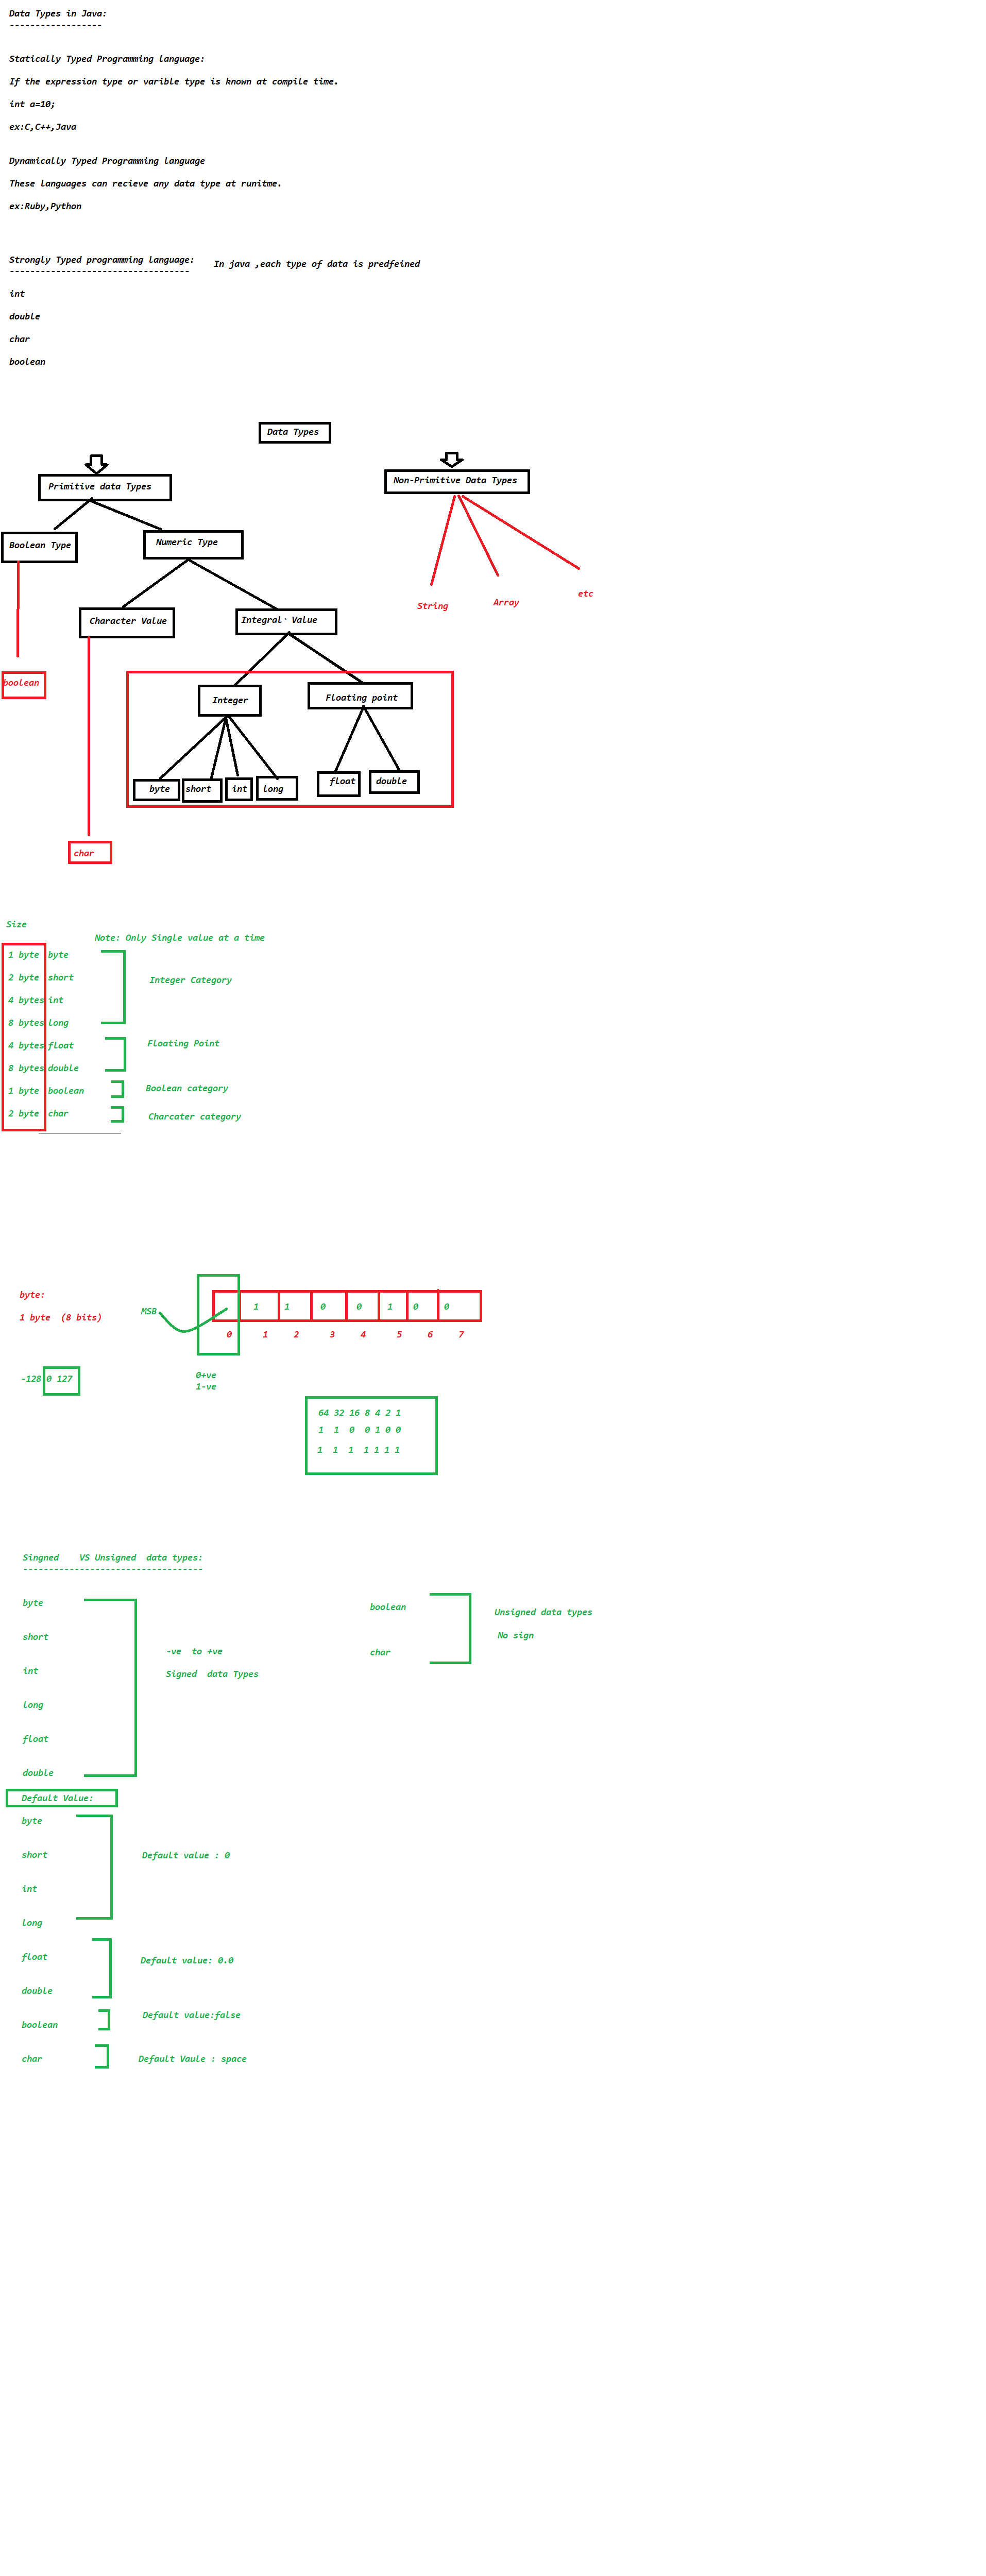 Data Types in Java:
------------------
Statically Typed Programming language:
If the expression type or varible type is known at compile time.
int a=10;
ex:C,C++,Java
Dynamically Typed Programming language
These languages can recieve any data type at runitme.
ex:Ruby,Python
Strongly Typed programming language:
-----------------------------------
In java ,each type of data is predfeined
int
double
char
boolean
Data Types
Primitive data Types
Non-Primitive Data Types
Boolean Type
Numeric Type
String
Array
etc
Character Value
Integral Value
boolean
Integer
Floating point
byte
short
int
long
float
double
char
Size
Note: Only Single value at a time
1 byte byte
2 byte short
4 bytes int
8 bytes long
Integer Category
4 bytes float
8 bytes double
Floating Point
1 byte boolean
Boolean category
2 byte char
Charcater category
byte:
1 byte (8 bits)
MSB
1 1 0 0 1 0 0
0 1 2 3 4 5 6 7
-128 0 127
0+ve
1-ve
64 32 16 8 4 2 1
1 1 0 0 1 0 0
1 1 1 1 1 1 1
Singned VS Unsigned data types:
-----------------------------------
byte
short
int
long
float
double
-ve to +ve
Signed data Types
boolean
char
Unsigned data types
No sign
Default Value:
byte
short
int
long
Default value : 0
float
double
Default value: 0.0
boolean
Default value:false
char
Default Vaule : space